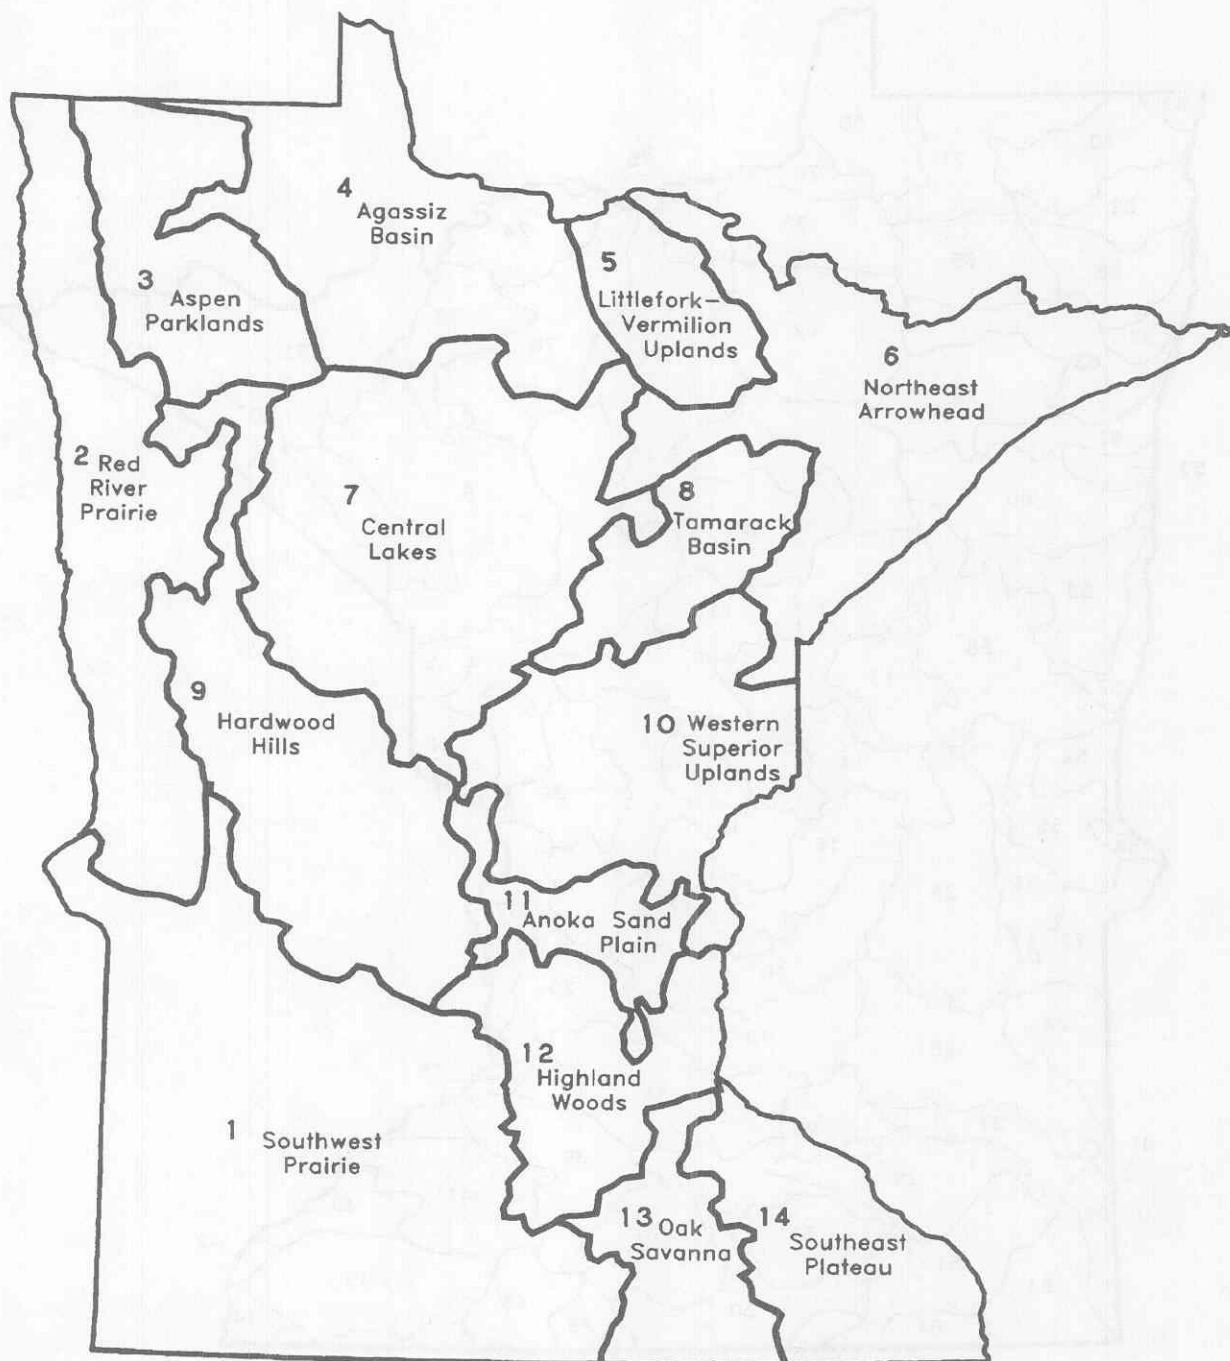 4
Agassiz
Basin
3 Aspen
Parklands
5
Littlefork–
Vermilion
Uplands
6
Northeast
Arrowhead
2 Red
River
Prairie
7
Central
Lakes
8
Tamarack
Basin
9
Hardwood
Hills
10 Western
Superior
Uplands
11
Anoka Sand
Plain
12
Highland
Woods
1 Southwest
Prairie
13 Oak
Savanna
14
Southeast
Plateau